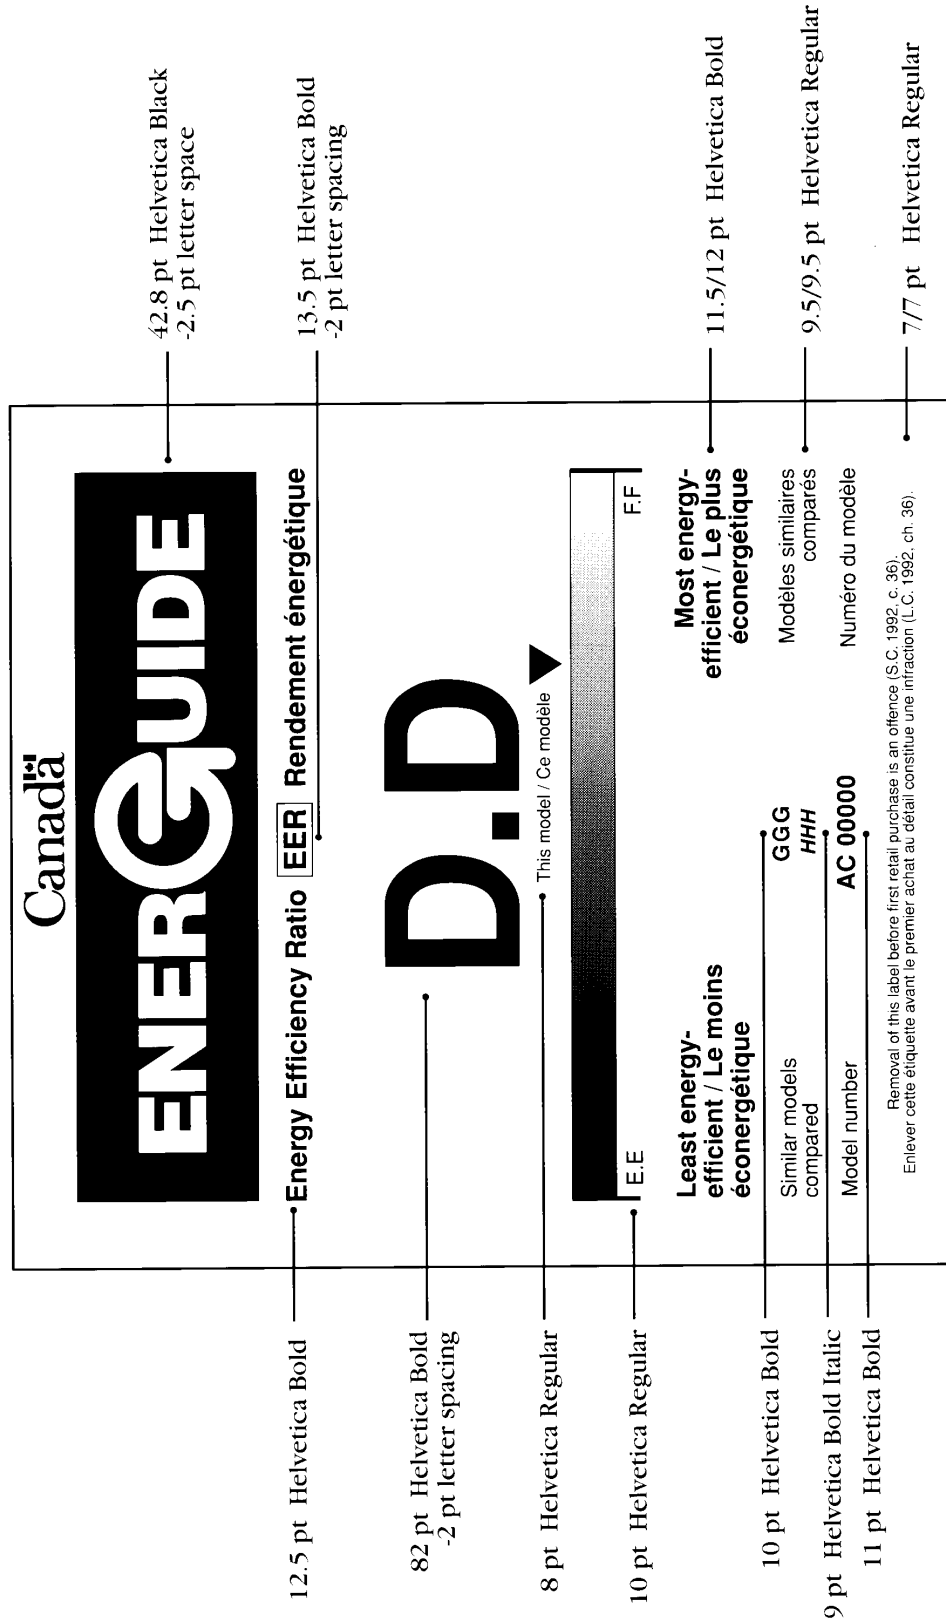 Canada
ENERGUIDE
42.8 pt Helvetica Black
-2.5 pt letter space
12.5 pt Helvetica Bold
Energy Efficiency Ratio EER Rendement énergétique
13.5 pt Helvetica Bold
-2 pt letter spacing
82 pt Helvetica Bold
-2 pt letter spacing
D.D
8 pt Helvetica Regular
This model / Ce modèle
10 pt Helvetica Regular
E.E
F.F
Least energy-
efficient / Le moins
éconergétique
Most energy-
efficient / Le plus
éconergétique
11.5/12 pt Helvetica Bold
10 pt Helvetica Bold
Similar models
compared
GGG
HHH
Modèles similaires
comparés
9.5/9.5 pt Helvetica Regular
9 pt Helvetica Bold Italic
Model number
AC 00000
Numéro du modèle
11 pt Helvetica Bold
Removal of this label before first retail purchase is an offence (S.C. 1992, c. 36).
Enlever cette étiquette avant le premier achat au détail constitue une infraction (L.C. 1992, ch. 36).
7/7 pt Helvetica Regular